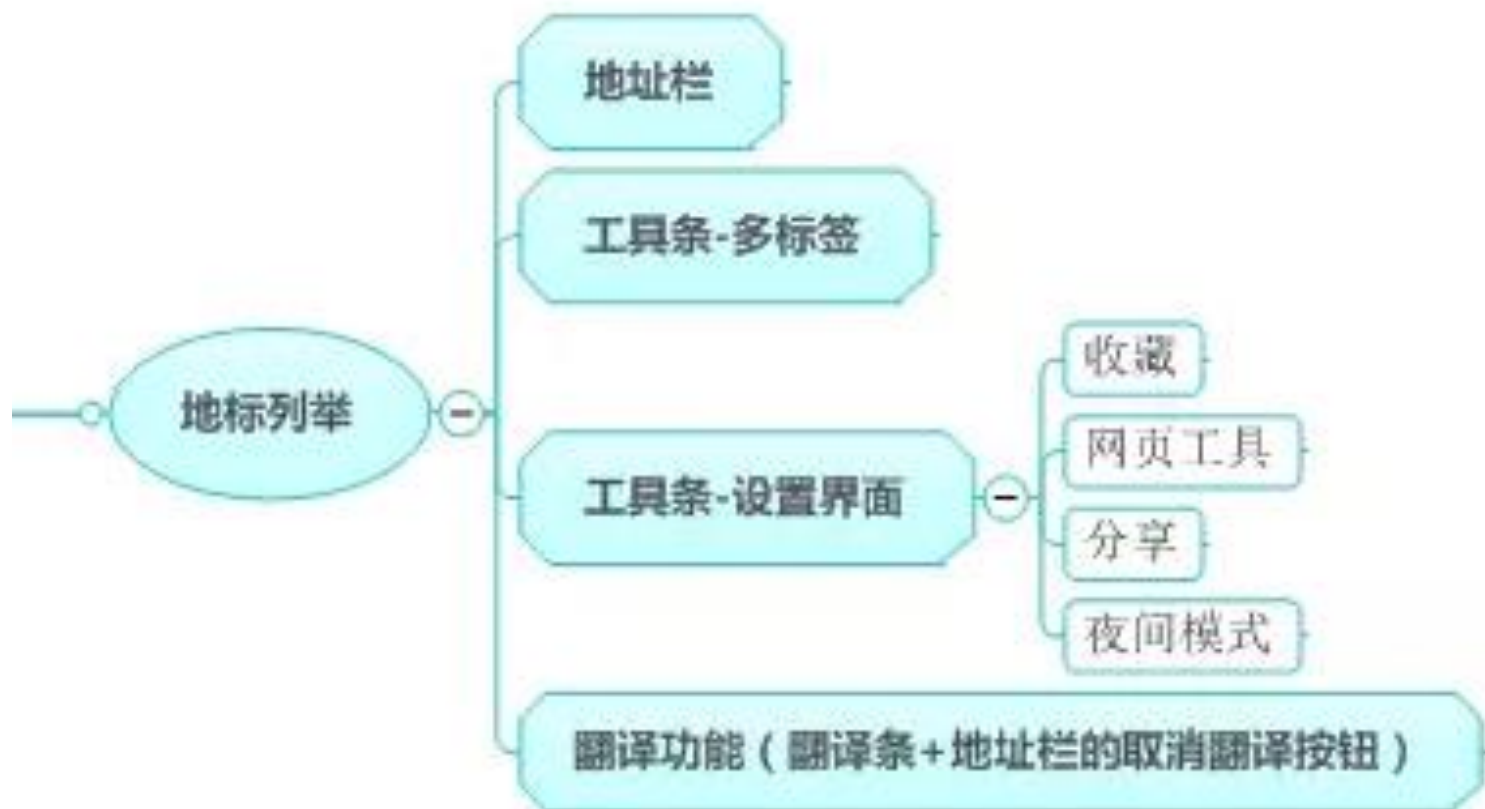 地址栏
工具条-多标签
地标列举
工具条-设置界面
收藏
网页工具
分享
夜间模式
翻译功能（翻译条+地址栏的取消翻译按钮）